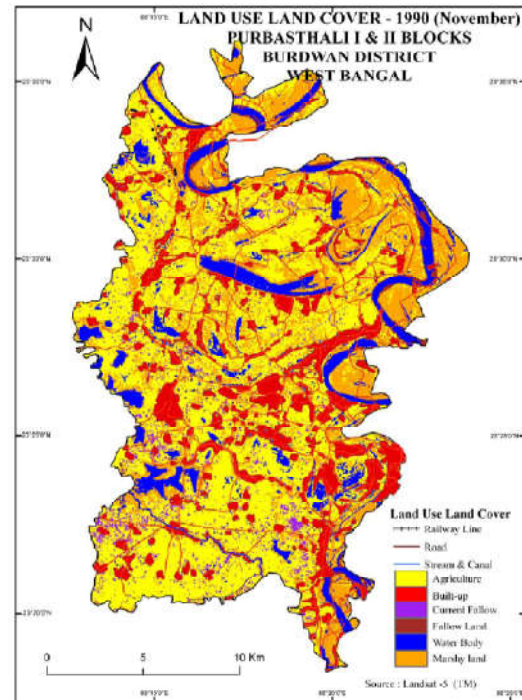 LAND USE LAND COVER - 1990 (November)
PURBASTHALI I & II BLOCKS
BURDWAN DISTRICT
WEST BANGAL
N
Land Use Land Cover
Railway Line
Road
Stream & Canal
Agriculture
Built-up
Current Fallow
Fallow Land
Water Body
Marshy land
0 5 10 Km
Source : Landsat -5 (TM)